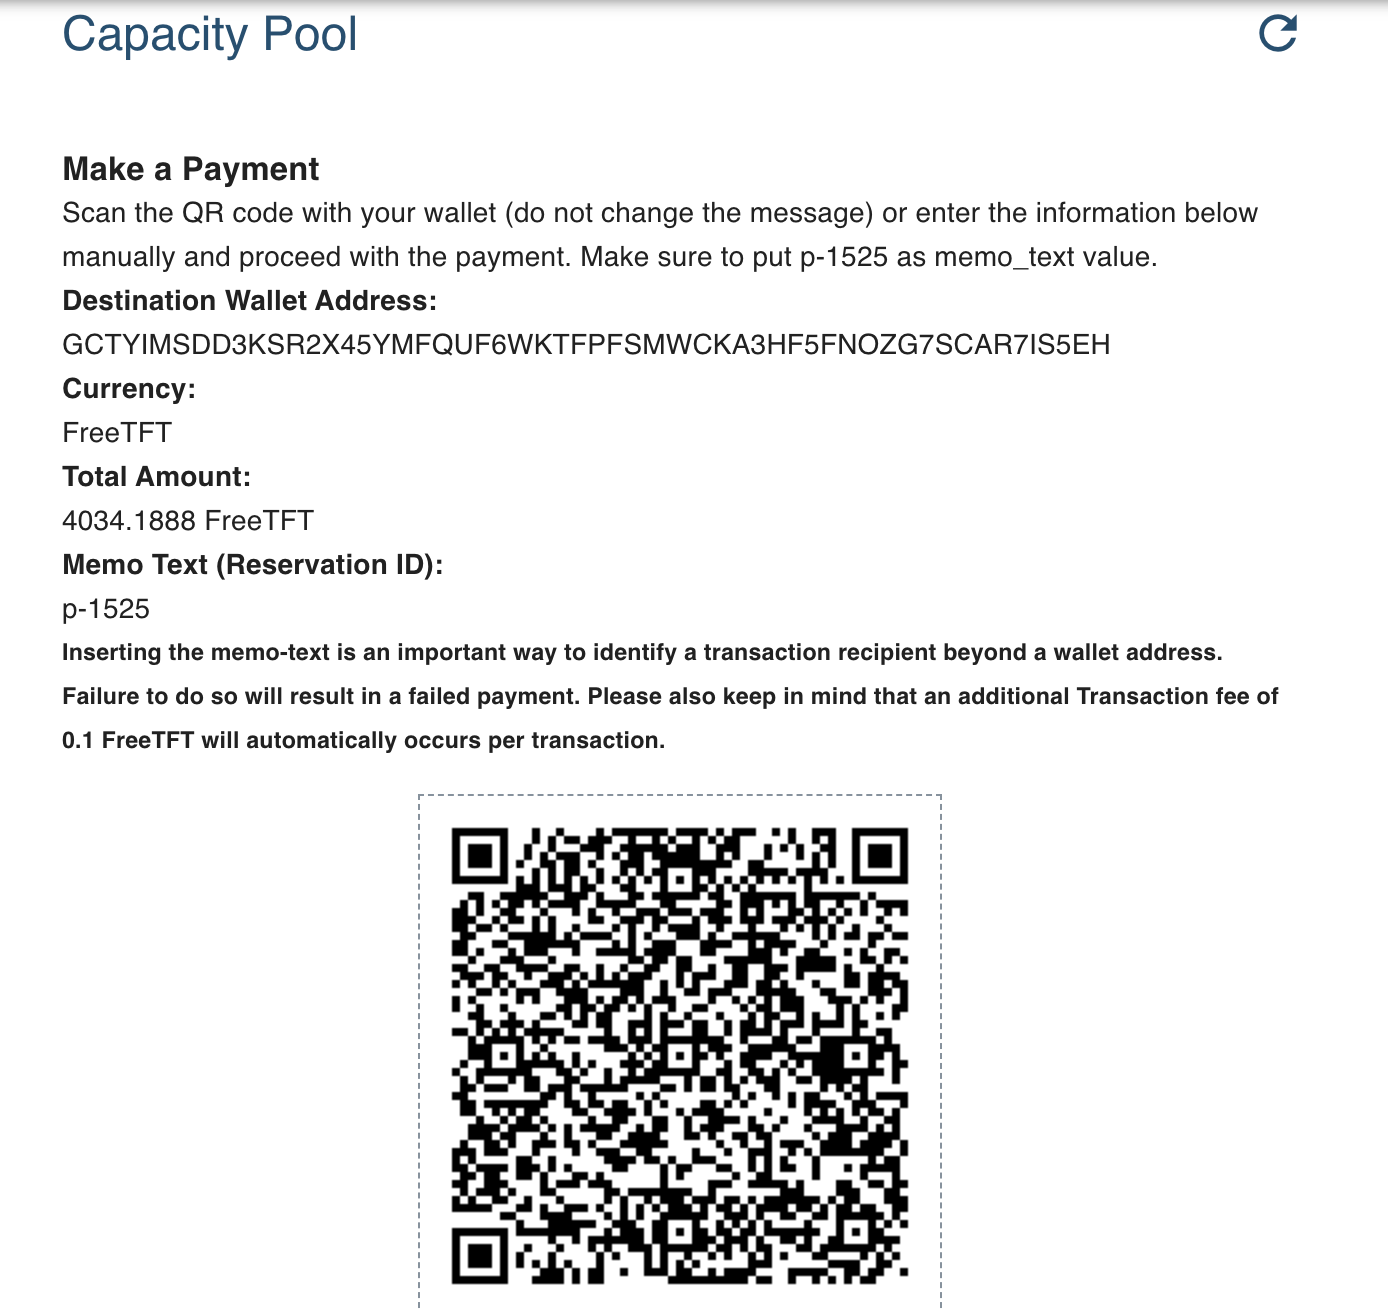 Capacity Pool
Make a Payment
Scan the QR code with your wallet (do not change the message) or enter the information below
manually and proceed with the payment. Make sure to put p-1525 as memo_text value.
Destination Wallet Address:
GCTYIMSDD3KSR2X45YMFQUF6WKTFPFSMWCKA3HF5FNOZG7SCAR7IS5EH
Currency:
FreeTFT
Total Amount:
4034.1888 FreeTFT
Memo Text (Reservation ID):
p-1525
Inserting the memo-text is an important way to identify a transaction recipient beyond a wallet address.
Failure to do so will result in a failed payment. Please also keep in mind that an additional Transaction fee of
0.1 FreeTFT will automatically occurs per transaction.